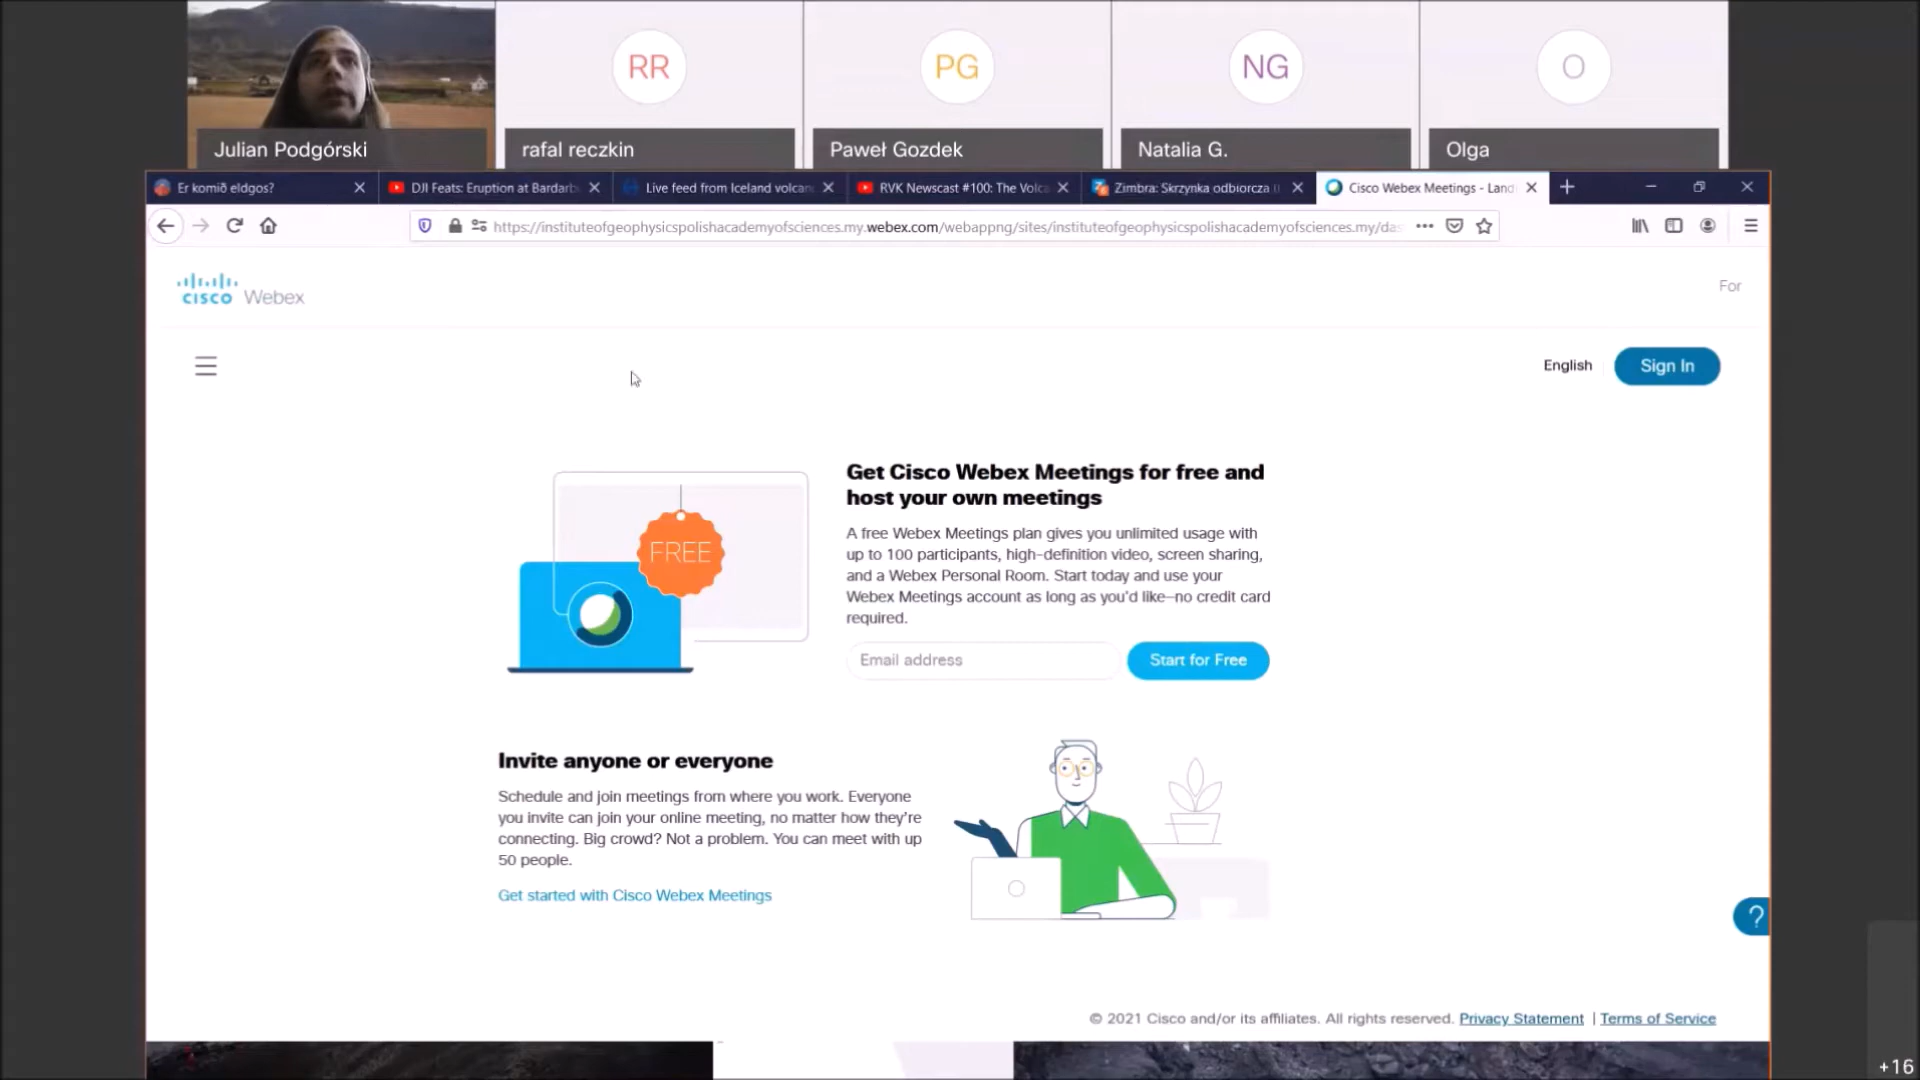 RR
PG
NG
O
Julian Podgórski
rafal reczkin
Paweł Gozdek
Natalia G.
Olga
Er komið eldgos?
DJI Feats: Eruption at Bardarb
Live feed from Iceland volcan
RVK Newscast #100: The Volca
Zimbra: Skrzynka odbiorcza
Cisco Webex Meetings - Land
https://instituteofgeophysicspolishacademyofsciences.my.webex.com/webappng/sites/instituteofgeophysicspolishacademyofsciences.my/das
CISCO Webex
For
English
Sign In
FREE
Get Cisco Webex Meetings for free and
host your own meetings
A free Webex Meetings plan gives you unlimited usage with
up to 100 participants, high-definition video, screen sharing,
and a Webex Personal Room. Start today and use your
Webex Meetings account as long as you'd like—no credit card
required.
Email address
Start for Free
Invite anyone or everyone
Schedule and join meetings from where you work. Everyone
you invite can join your online meeting, no matter how they're
connecting. Big crowd? Not a problem. You can meet with up
50 people.
Get started with Cisco Webex Meetings
?
© 2021 Cisco and/or its affiliates. All rights reserved. Privacy Statement | Terms of Service
+16